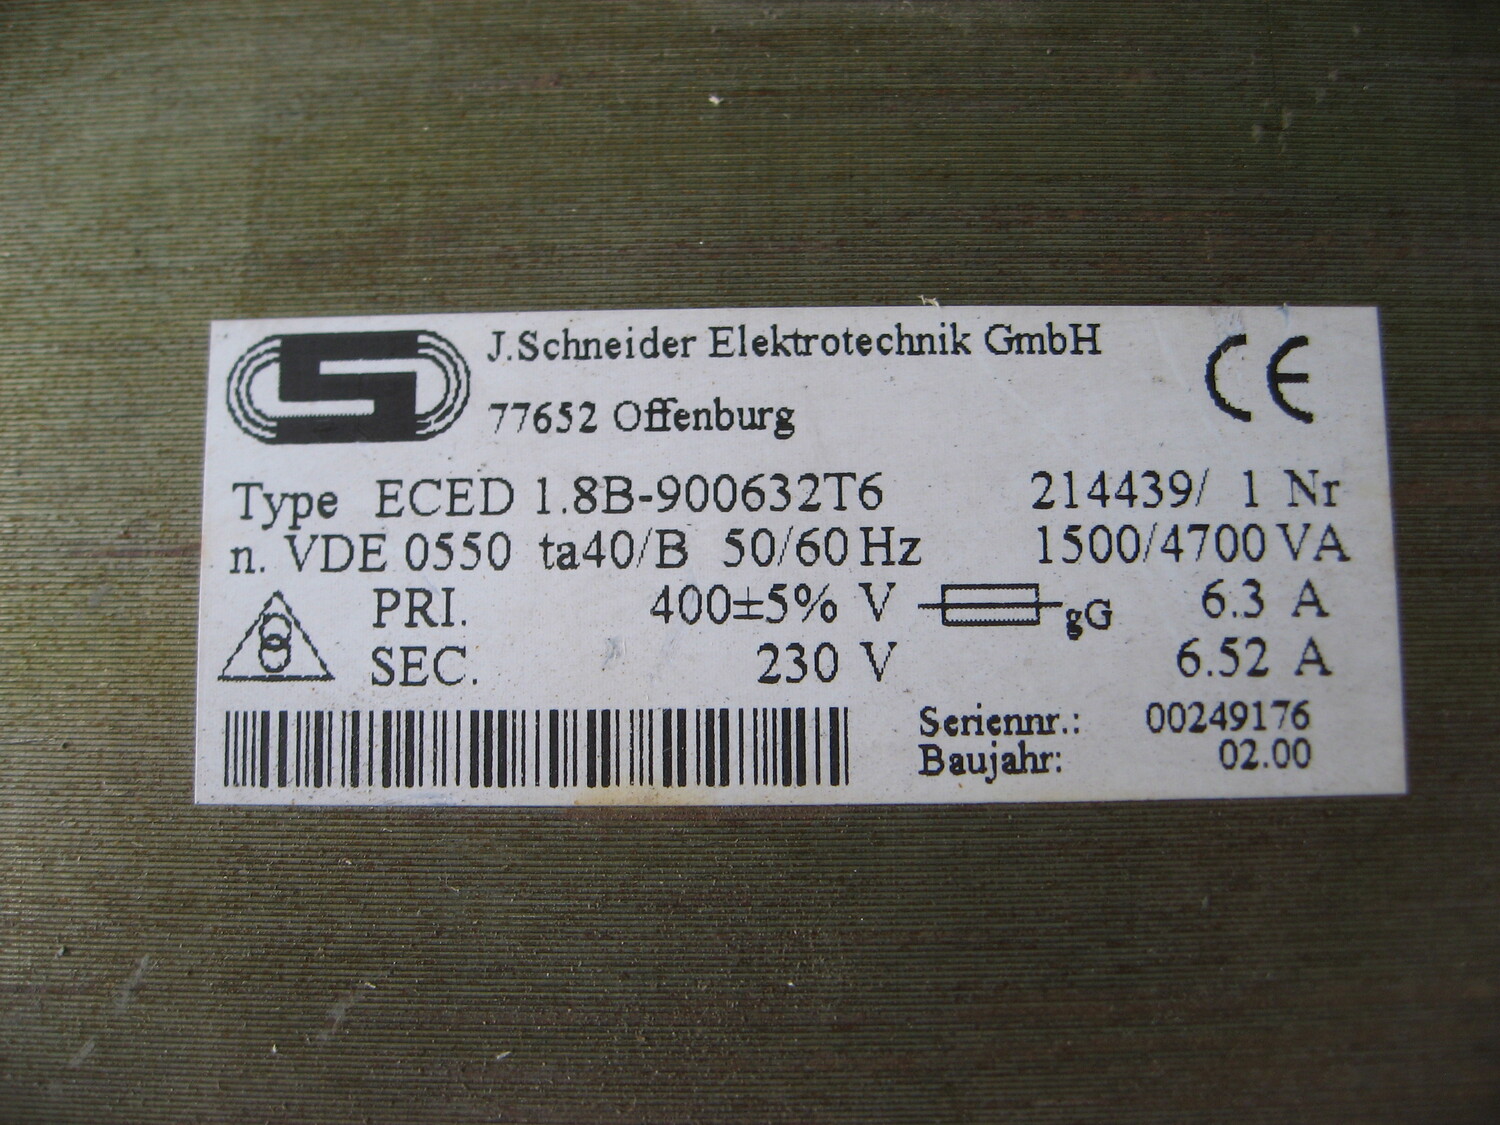 J.Schneider Elektrotechnik GmbH
77652 Offenburg
CE
Type ECED 1.8B-900632T6 214439/ 1 Nr
n. VDE 0550 ta40/B 50/60 Hz 1500/4700 VA
PRI. 400±5% V gG 6.3 A
SEC. 230 V 6.52 A
Seriennr.: 00249176
Baujahr: 02.00